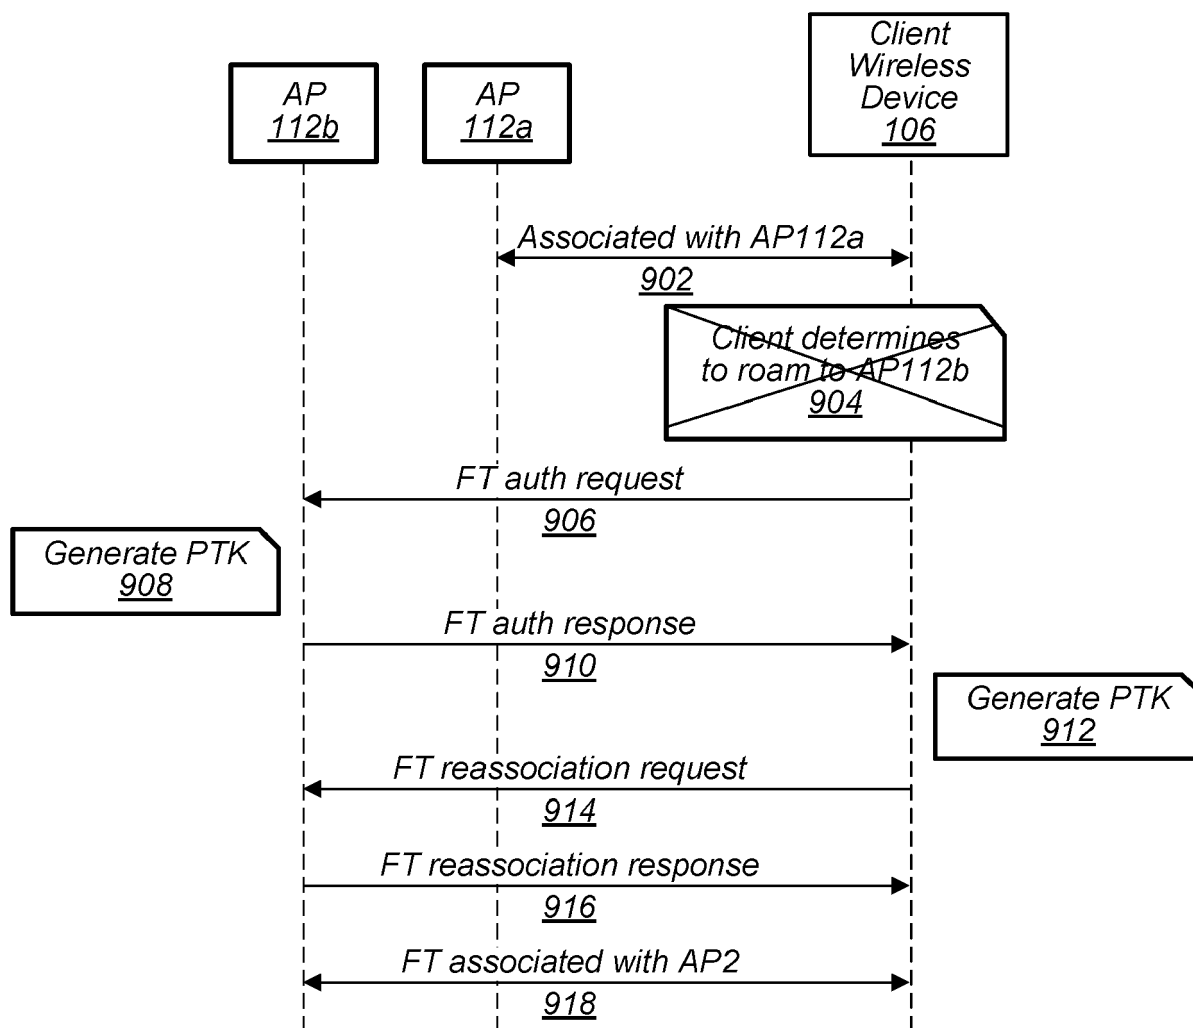 AP
112b
AP
112a
Client
Wireless
Device
106
Associated with AP112a
902
Client determines
to roam to AP112b
904
FT auth request
906
Generate PTK
908
FT auth response
910
Generate PTK
912
FT reassociation request
914
FT reassociation response
916
FT associated with AP2
918